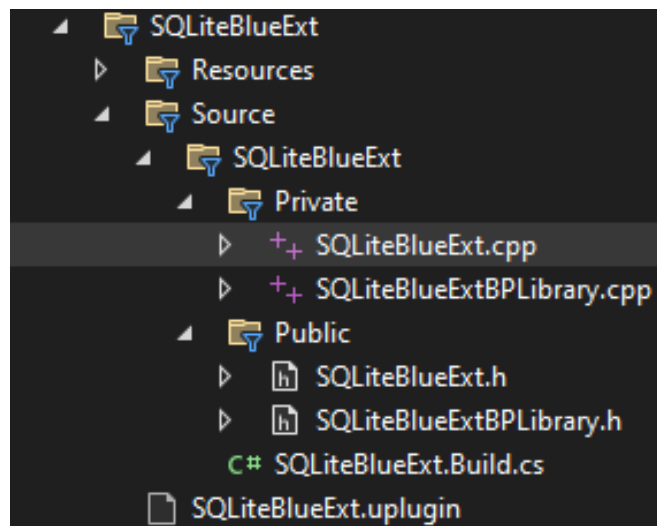 SQLiteBlueExt
Resources
Source
SQLiteBlueExt
Private
++ SQLiteBlueExt.cpp
++ SQLiteBlueExtBPLibrary.cpp
Public
h SQLiteBlueExt.h
h SQLiteBlueExtBPLibrary.h
C# SQLiteBlueExt.Build.cs
SQLiteBlueExt.uplugin